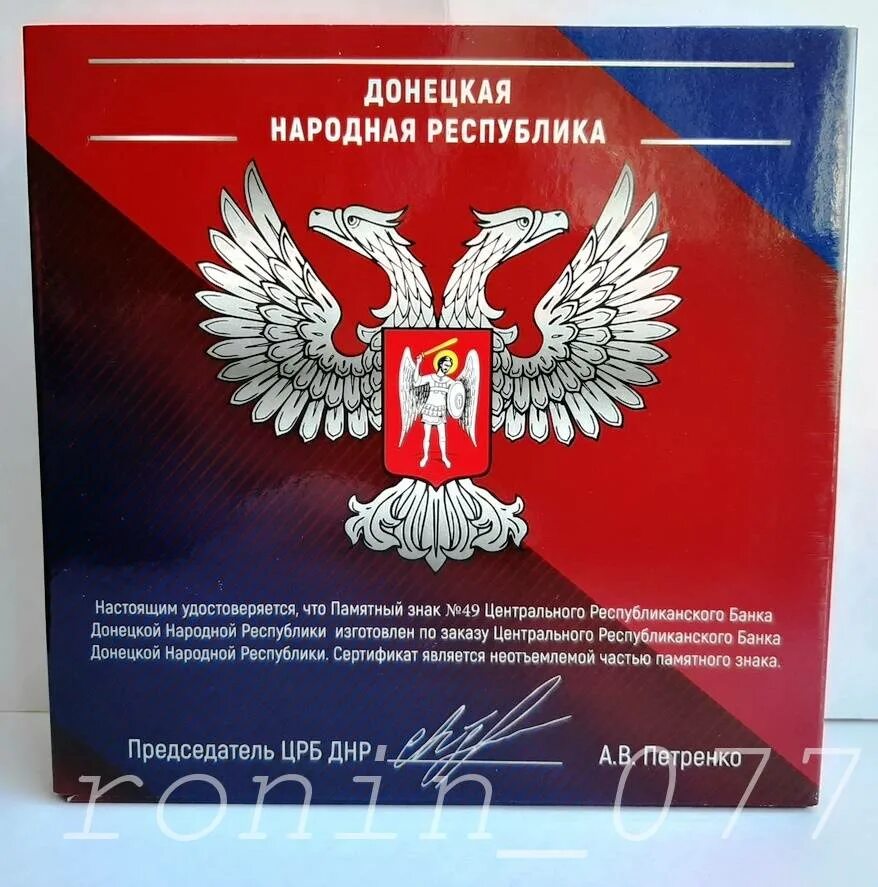 ДОНЕЦКАЯ
НАРОДНАЯ РЕСПУБЛИКА
Настоящим удостоверяется, что Памятный знак №49 Центрального Республиканского Банка
Донецкой Народной Республики изготовлен по заказу Центрального Республиканского Банка
Донецкой Народной Республики. Сертификат является неотъемлемой частью памятного знака.
Председатель ЦРБ ДНР А.В. Петренко
ronin_077